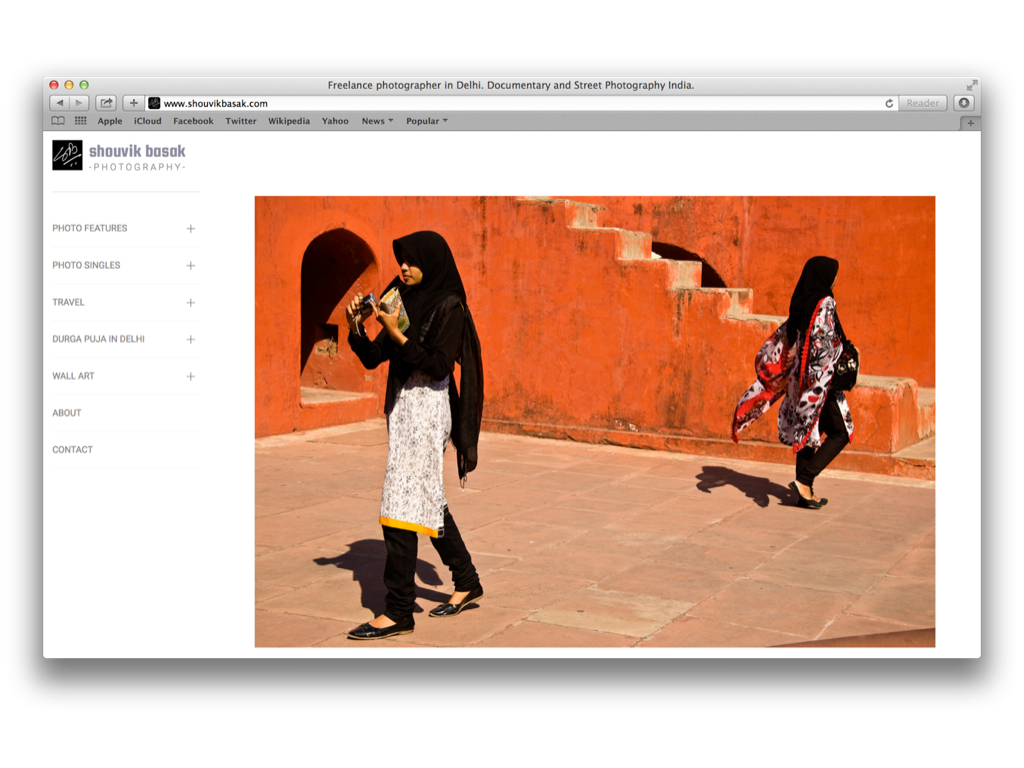 Freelance photographer in Delhi. Documentary and Street Photography India.
www.shouvikbasak.com
Reader
Apple iCloud Facebook Twitter Wikipedia Yahoo News Popular
shouvik basak
-PHOTOGRAPHY-
PHOTO FEATURES +
PHOTO SINGLES +
TRAVEL +
DURGA PUJA IN DELHI +
WALL ART +
ABOUT
CONTACT